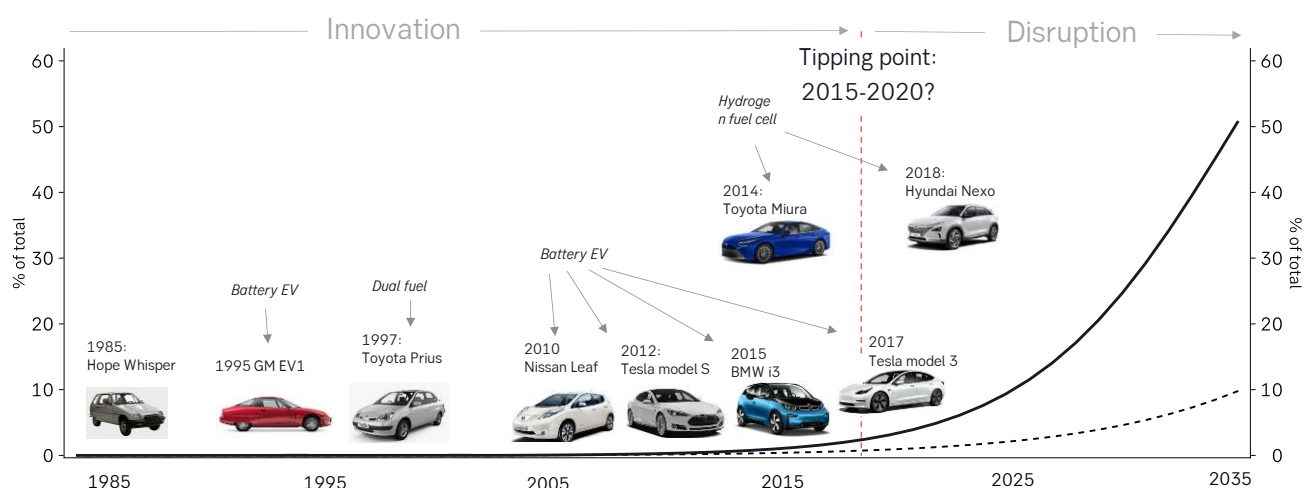 Innovation
Disruption
Tipping point:
2015-2020?
60
50
40
30
20
10
0
% of total
60
50
40
30
20
10
0
% of total
Hydroge
n fuel cell
2014:
Toyota Miura
2018:
Hyundai Nexo
Battery EV
Battery EV
Dual fuel
1985:
Hope Whisper
1995 GM EV1
1997:
Toyota Prius
2010
Nissan Leaf
2012:
Tesla model S
2015
BMW i3
2017
Tesla model 3
1985
1995
2005
2015
2025
2035